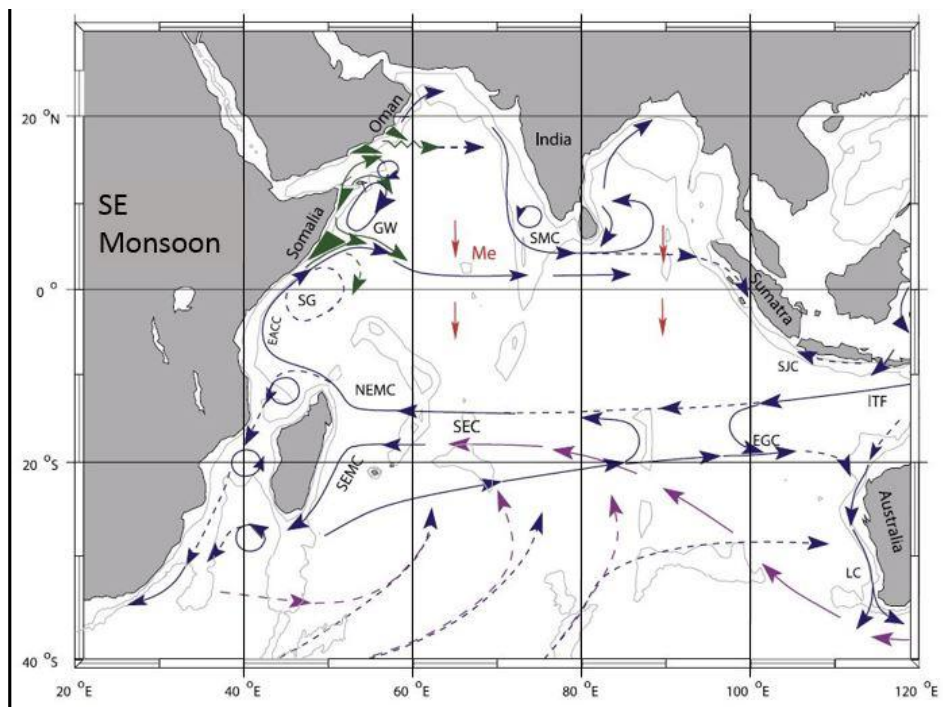 20 °N
0 °
20 °S
40 °S
20 °E
40 °E
60 °E
80 °E
100 °E
120 °E
SE
Monsoon
Oman
India
Somalia
GW
SMC
Me
SG
EACC
Sumatra
SJC
NEMC
ITF
SEC
EGC
SEMC
Australia
LC